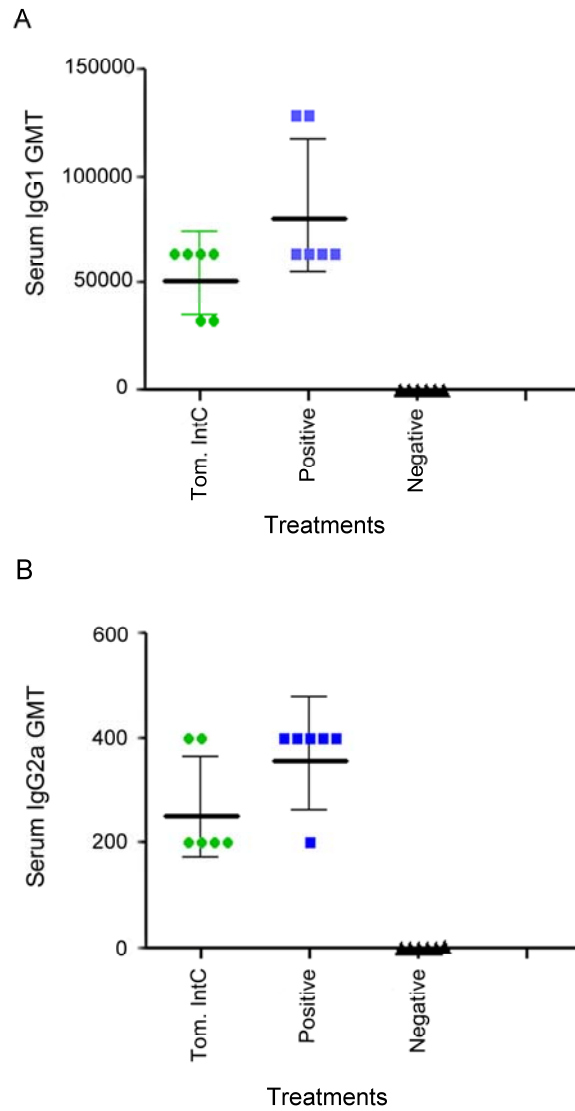 A
Serum IgG1 GMT
150000
100000
50000
0
Tom. IntC
Positive
Negative
Treatments
B
Serum IgG2a GMT
600
400
200
0
Tom. IntC
Positive
Negative
Treatments